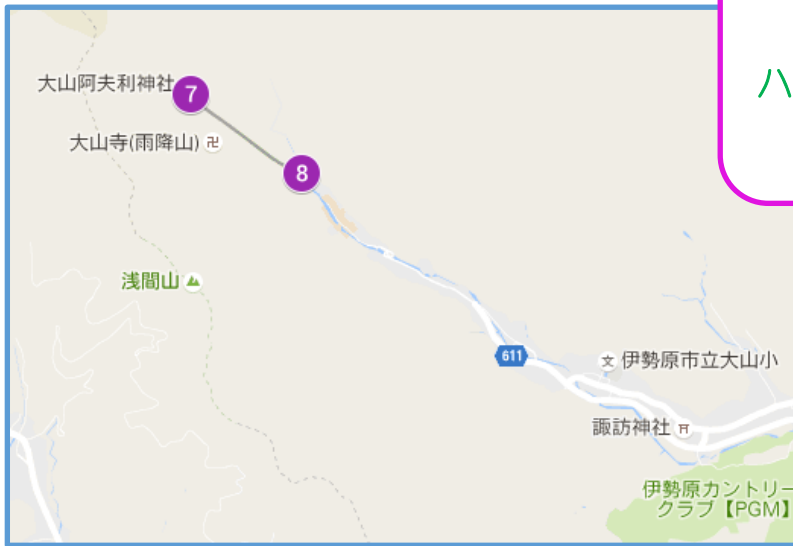 大山阿夫利神社
7
大山寺(雨降山)
8
浅間山
611
文
伊勢原市立大山小
諏訪神社
伊勢原カントリー
クラブ【PGM】
ハ